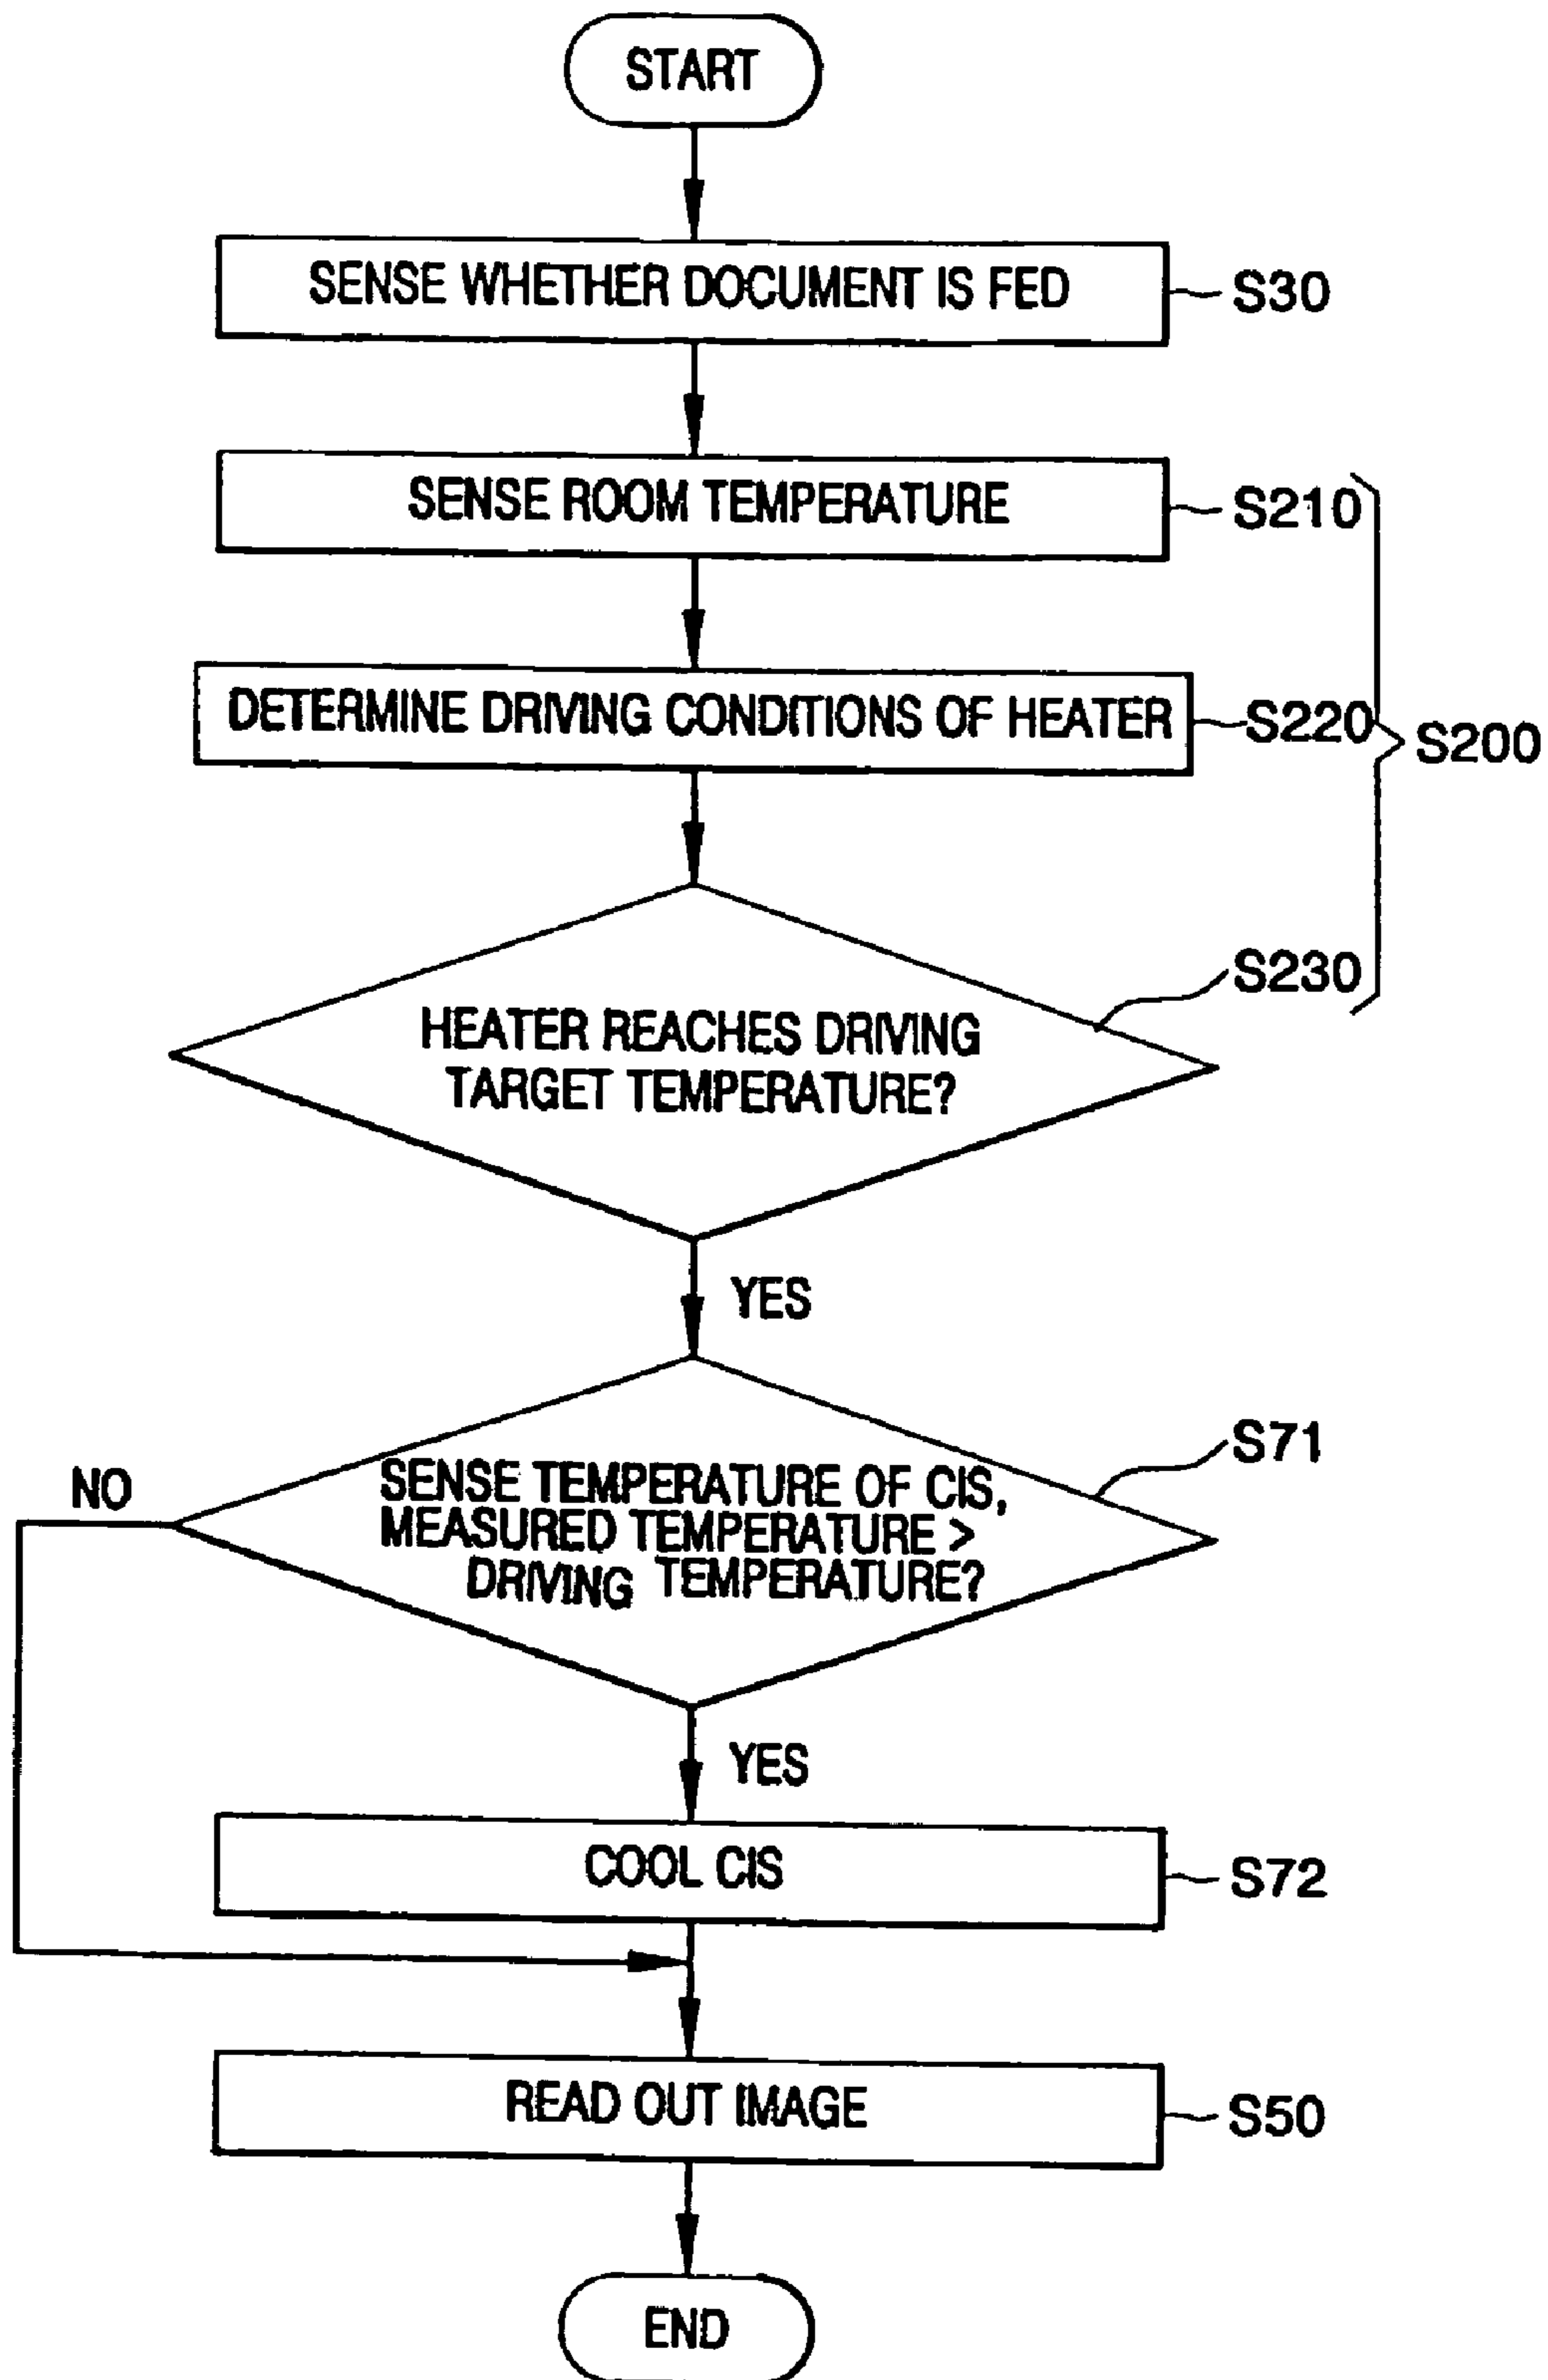 START
SENSE WHETHER DOCUMENT IS FED
S30
SENSE ROOM TEMPERATURE
S210
DETERMINE DRIVING CONDITIONS OF HEATER
S220
S200
S230
HEATER REACHES DRIVING
TARGET TEMPERATURE?
YES
S71
NO
SENSE TEMPERATURE OF CIS,
MEASURED TEMPERATURE >
DRIVING TEMPERATURE?
YES
COOL CIS
S72
READ OUT IMAGE
S50
END